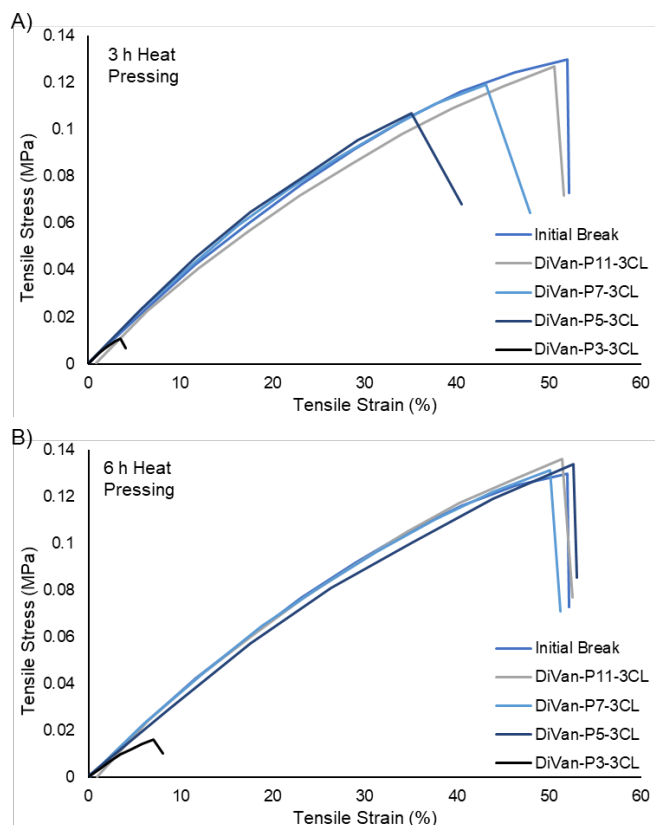 A)
0.14
3 h Heat
Pressing
0.12
0.1
0.08
0.06
0.04
0.02
0
Tensile Stress (MPa)
Initial Break
DiVan-P11-3CL
DiVan-P7-3CL
DiVan-P5-3CL
DiVan-P3-3CL
0 10 20 30 40 50 60
Tensile Strain (%)
B)
0.14
6 h Heat
Pressing
0.12
0.1
0.08
0.06
0.04
0.02
0
Tensile Stress (MPa)
Initial Break
DiVan-P11-3CL
DiVan-P7-3CL
DiVan-P5-3CL
DiVan-P3-3CL
0 10 20 30 40 50 60
Tensile Strain (%)